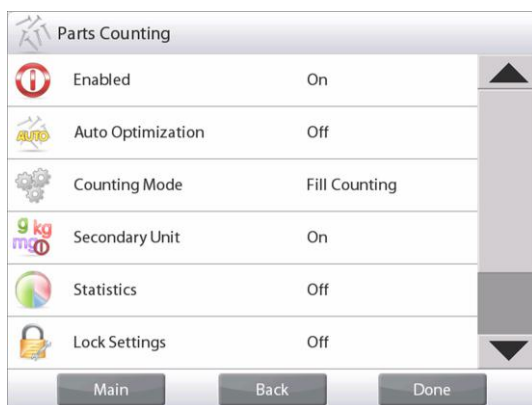 Parts Counting
Enabled On
AUTO
Auto Optimization Off
Counting Mode Fill Counting
g kg
mg
Secondary Unit On
Statistics Off
Lock Settings Off
Main Back Done